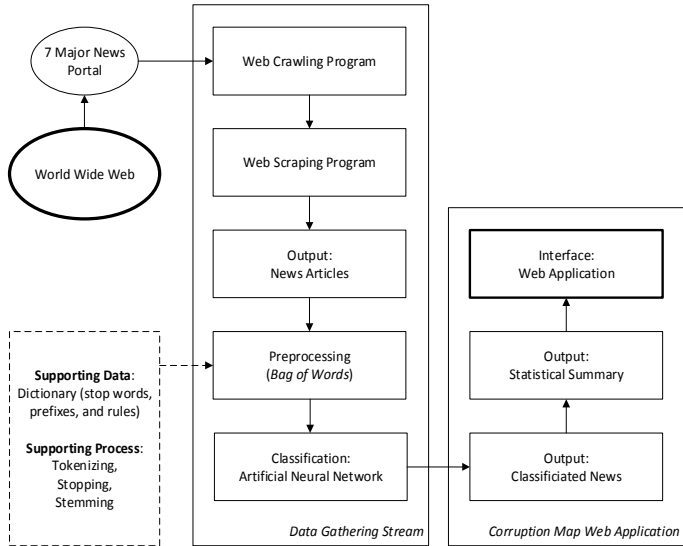 7 Major News
Portal
World Wide Web
Web Crawling Program
Web Scraping Program
Output:
News Articles
Supporting Data:
Dictionary (stop words,
prefixes, and rules)
Supporting Process:
Tokenizing,
Stopping,
Stemming
Preprocessing
(Bag of Words)
Classification:
Artificial Neural Network
Data Gathering Stream
Interface:
Web Application
Output:
Statistical Summary
Output:
Classificiated News
Corruption Map Web Application